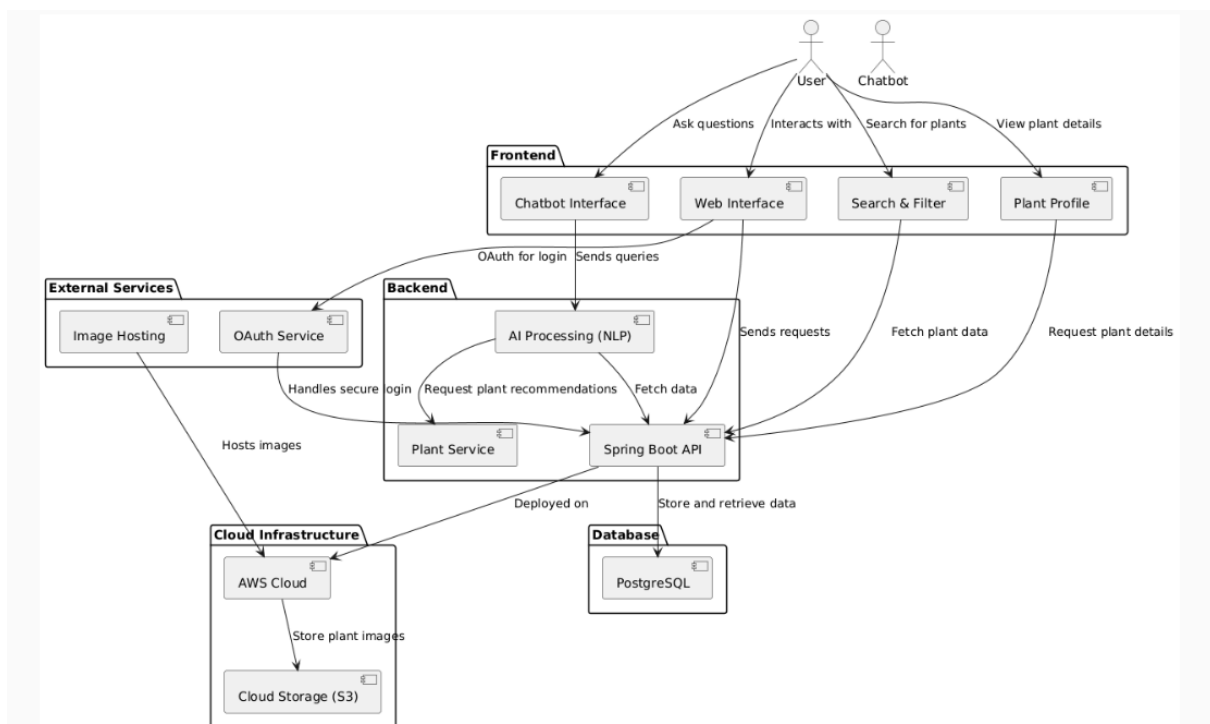 User
Chatbot
Ask questions
Interacts with
Search for plants
View plant details
Frontend
Chatbot Interface
Web Interface
Search & Filter
Plant Profile
OAuth for login
Sends queries
External Services
Backend
Image Hosting
OAuth Service
AI Processing (NLP)
Sends requests
Fetch plant data
Request plant details
Handles secure login
Request plant recommendations
Fetch data
Hosts images
Plant Service
Spring Boot API
Deployed on
Store and retrieve data
Cloud Infrastructure
Database
AWS Cloud
PostgreSQL
Store plant images
Cloud Storage (S3)